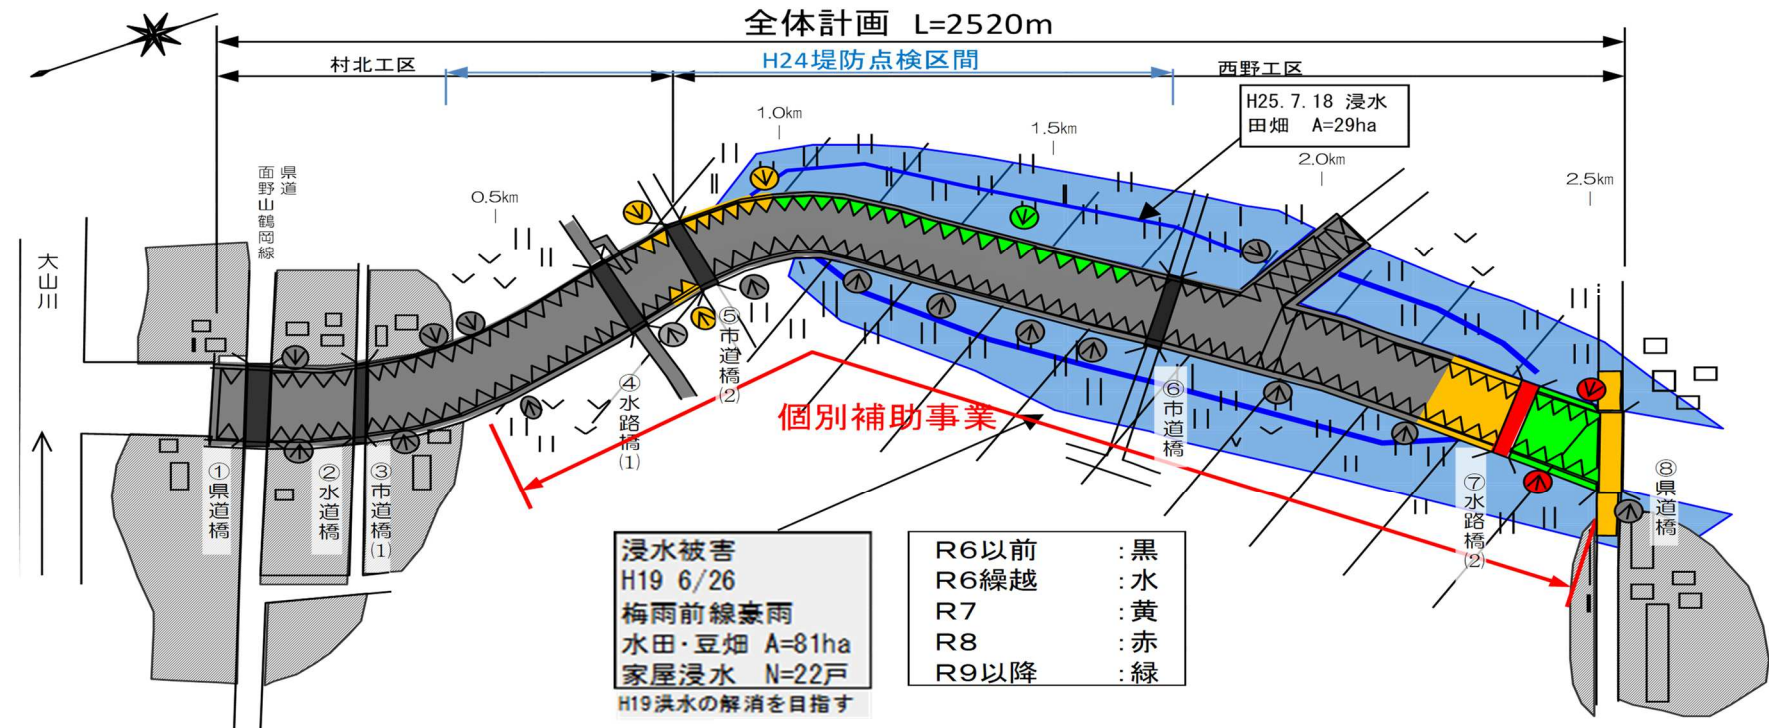 全体計画 L=2520m
H24堤防点検区間
村北工区
西野工区
H25.7.18 浸水
田畑 A=29ha
1.0km
1.5km
2.0km
2.5km
0.5km
県道
面野山鶴岡線
大山川
①県道橋
②水道橋
③市道橋(1)
④水路橋(1)
⑤市道橋(2)
⑥市道橋
⑦水路橋(2)
⑧県道橋
個別補助事業
浸水被害
H19 6/26
梅雨前線豪雨
水田・豆畑 A=81ha
家屋浸水 N=22戸
H19洪水の解消を目指す
R6以前 :黒
R6繰越 :水
R7 :黄
R8 :赤
R9以降 :緑